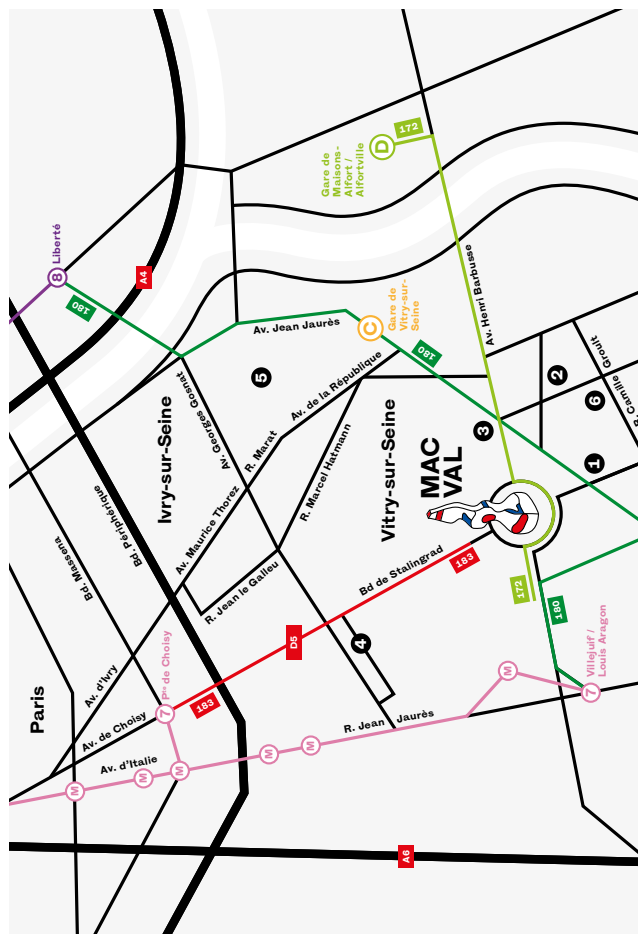 172
D
Gare de
Maisons-
Alfort /
Alfortville
8
Liberté
180
A4
Av. Henri Barbusse
Av. Jean Jaurès
C
Gare de
Vitry-sur-
Seine
180
5
Av. de la République
2
6
R. Camille Groult
1
3
Av. Georges Gosnat
Ivry-sur-Seine
R. Marat
R. Marcel Hatmann
Vitry-sur-Seine
MAC
VAL
Av. Maurice Thorez
Bd. Périphérique
Bd. Massena
R. Jean le Galleu
Bd de Stalingrad
183
172
180
D5
4
183
Pte de Choisy
7
Av. d'Ivry
Av. de Choisy
Paris
Av. d'Italie
M
M
M
M
M
R. Jean Jaurès
M
7
Villejuif /
Louis Aragon
A6